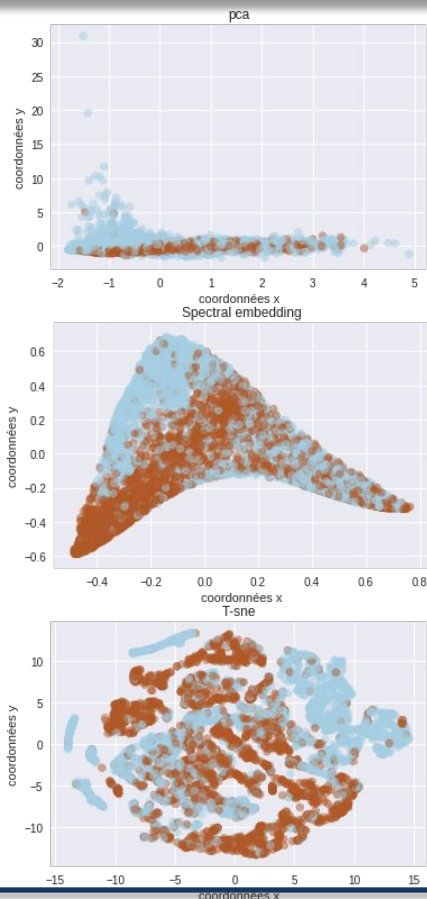 pca
30
25
20
15
10
5
0
coordonnées y
−2 −1 0 1 2 3 4 5
coordonnées x
Spectral embedding
0.6
0.4
0.2
0.0
−0.2
−0.4
−0.6
coordonnées y
−0.4 −0.2 0.0 0.2 0.4 0.6 0.8
coordonnées x
T-sne
10
5
0
−5
−10
coordonnées y
−15 −10 −5 0 5 10 15
coordonnées x